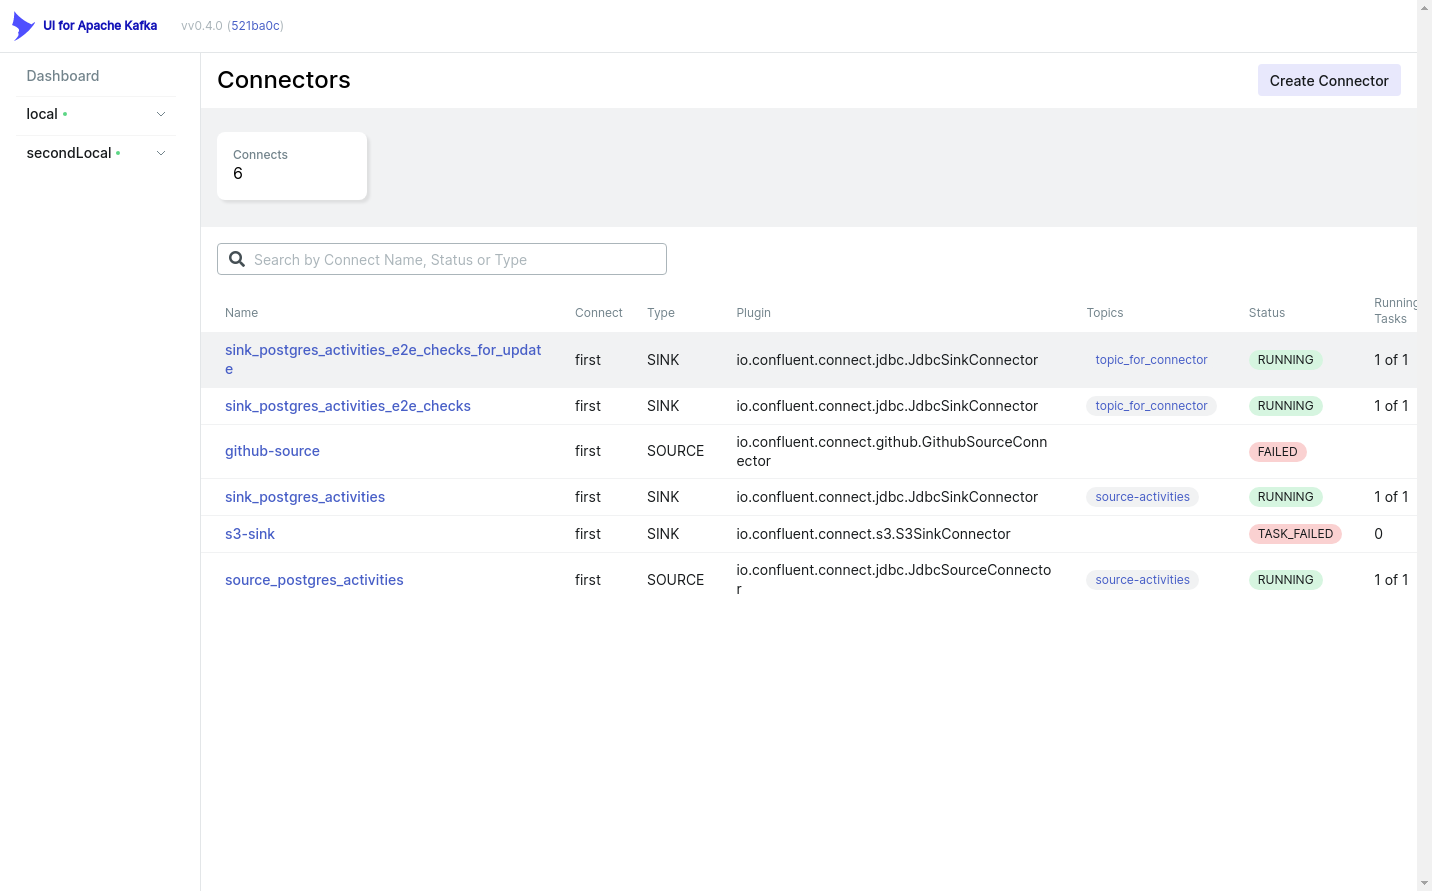 UI for Apache Kafka vv0.4.0 (521ba0c)
Dashboard
local
secondLocal
Connectors
Create Connector
Connects
6
Search by Connect Name, Status or Type
Name Connect Type Plugin Topics Status Running
Tasks
sink_postgres_activities_e2e_checks_for_updat
e
first SINK io.confluent.connect.jdbc.JdbcSinkConnector topic_for_connector RUNNING 1 of 1
sink_postgres_activities_e2e_checks first SINK io.confluent.connect.jdbc.JdbcSinkConnector topic_for_connector RUNNING 1 of 1
github-source first SOURCE io.confluent.connect.github.GithubSourceConn
ector
FAILED
sink_postgres_activities first SINK io.confluent.connect.jdbc.JdbcSinkConnector source-activities RUNNING 1 of 1
s3-sink first SINK io.confluent.connect.s3.S3SinkConnector TASK_FAILED 0
source_postgres_activities first SOURCE io.confluent.connect.jdbc.JdbcSourceConnecto
r
source-activities RUNNING 1 of 1